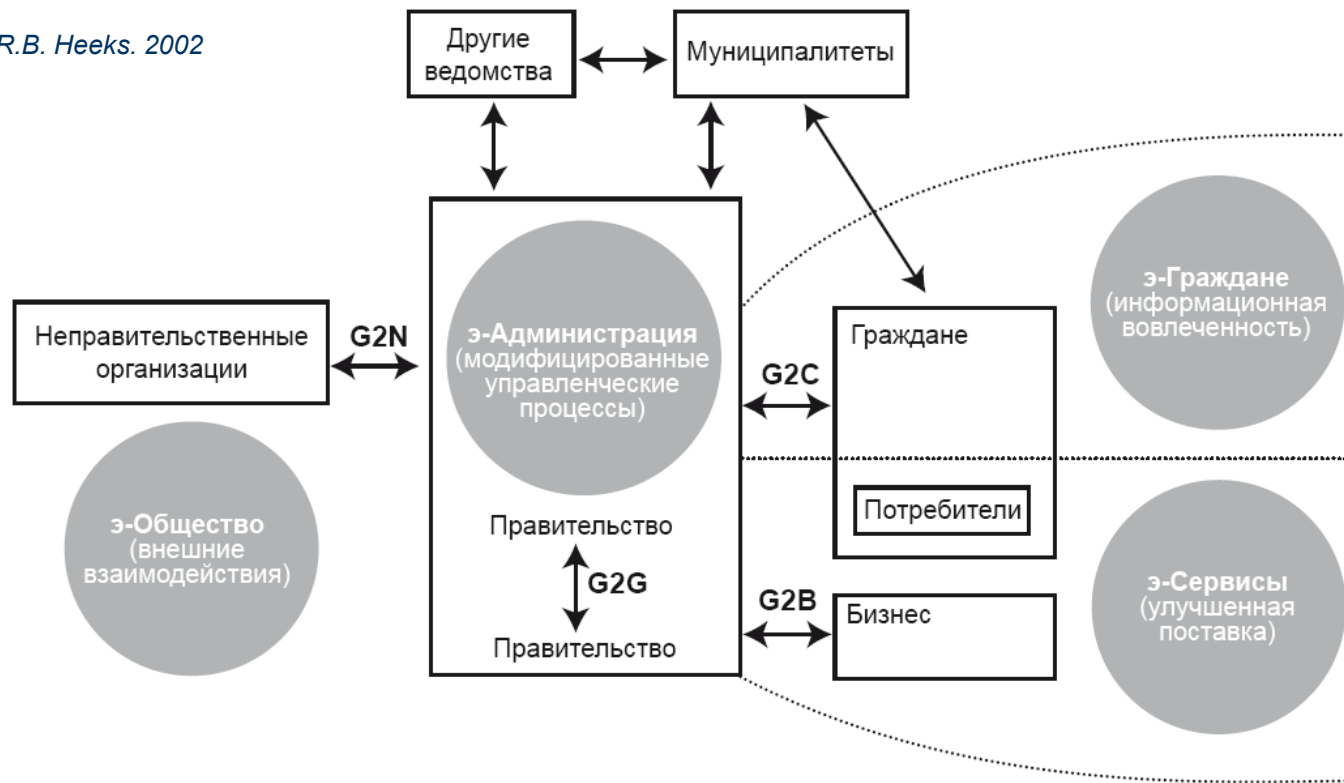 R.B. Heeks. 2002
Другие
ведомства
Муниципалитеты
Неправительственные
организации
G2N
э-Администрация
(модифицированные
управленческие
процессы)
э-Граждане
(информационная
вовлеченность)
Граждане
G2C
Потребители
э-Общество
(внешние
взаимодействия)
Правительство
G2G
Правительство
G2B
Бизнес
э-Сервисы
(улучшенная
поставка)